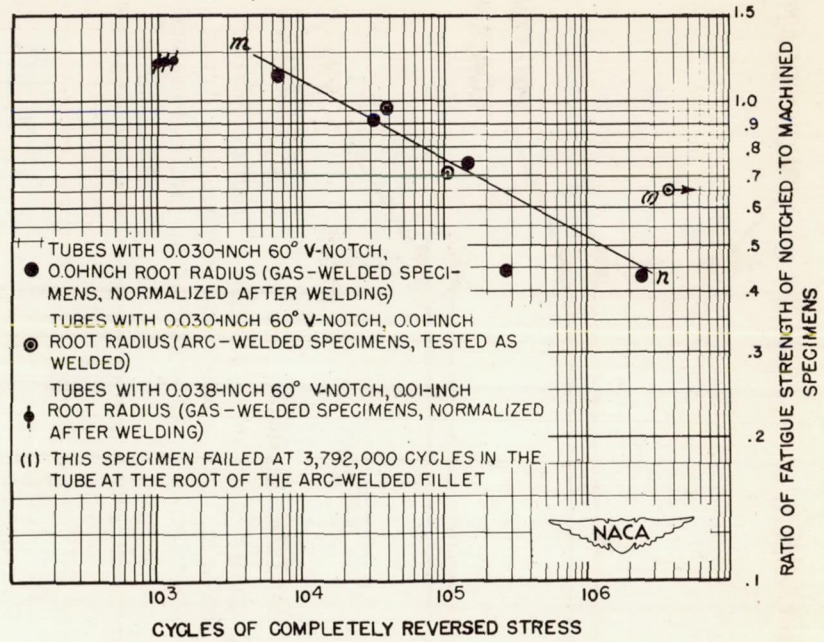 1.5
m
1.0
.9
.8
.7
(1)
.6
TUBES WITH 0.030-INCH 60° V-NOTCH,
.5
0.0HNCH ROOT RADIUS (GAS-WELDED SPECI-
n
MENS, NORMALIZED AFTER WELDING)
.4
TUBES WITH 0.030-INCH 60° V-NOTCH, 0.01-INCH
ROOT RADIUS (ARC-WELDED SPECIMENS, TESTED AS
.3
WELDED)
TUBES WITH 0.038-INCH 60° V-NOTCH, 0.01-INCH
ROOT RADIUS (GAS-WELDED SPECIMENS, NORMALIZED
AFTER WELDING)
.2
(1) THIS SPECIMEN FAILED AT 3,792,000 CYCLES IN THE
TUBE AT THE ROOT OF THE ARC-WELDED FILLET
NACA
.1
10³ 10⁴ 10⁵ 10⁶
CYCLES OF COMPLETELY REVERSED STRESS
RATIO OF FATIGUE STRENGTH OF NOTCHED TO MACHINED
SPECIMENS